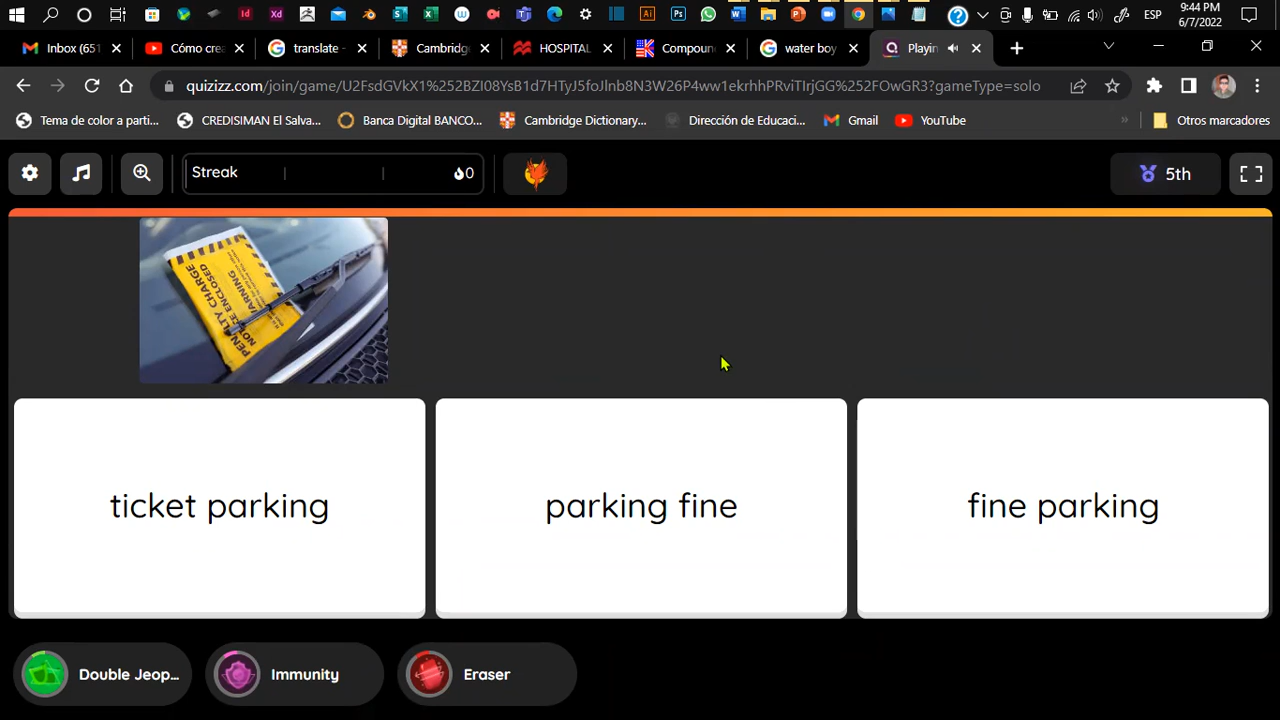 ESP
9:44 PM
6/7/2022
Inbox (651
Cómo crea
translate -
Cambridg
HOSPITAL
Compoun
water boy
Playin
quizizz.com/join/game/U2FsdGVkX1%252BZI08YsB1d7HTyJ5foJlnb8N3W26P4ww1ekrhhPRviTIrjGG%252FOwGR3?gameType=solo
Tema de color a parti...
CREDISIMAN El Salva...
Banca Digital BANCO...
Cambridge Dictionary...
Dirección de Educaci...
Gmail
YouTube
Otros marcadores
Streak
0
5th
PENALTY CHARGE
NOTICE ENCLOSED
WARNING
ticket parking
parking fine
fine parking
Double Jeop...
Immunity
Eraser